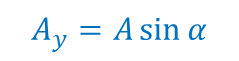 A_y = A sin α